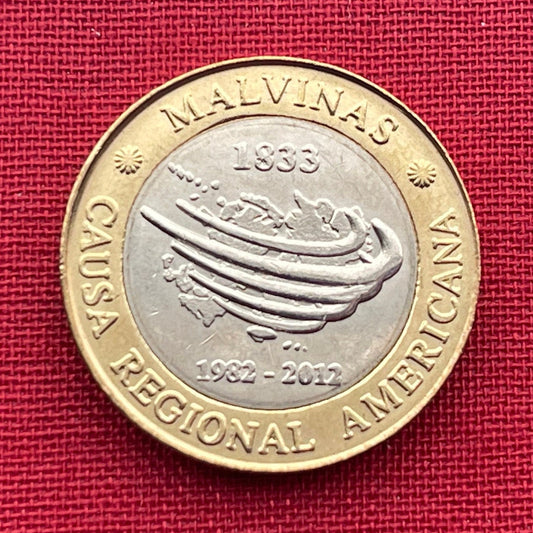 MALVINAS
1833
1982 - 2012
CAUSA REGIONAL AMERICANA